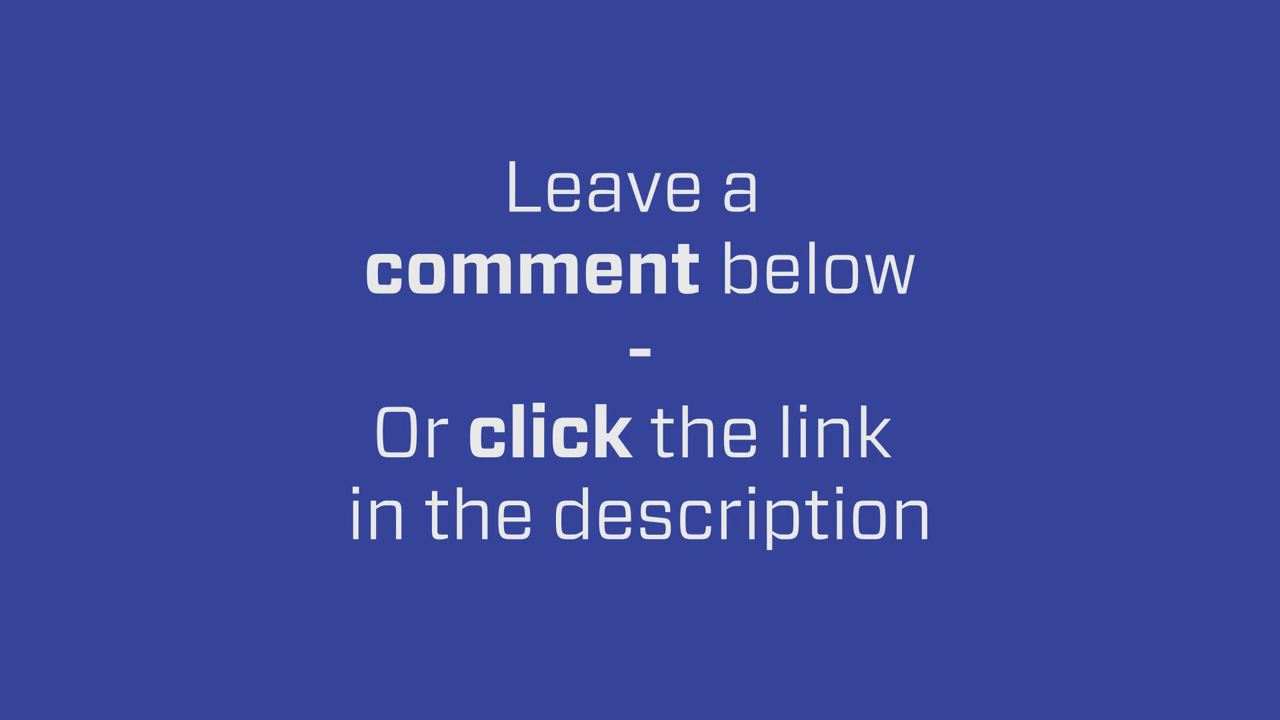 Leave a
comment below
-
Or click the link
in the description